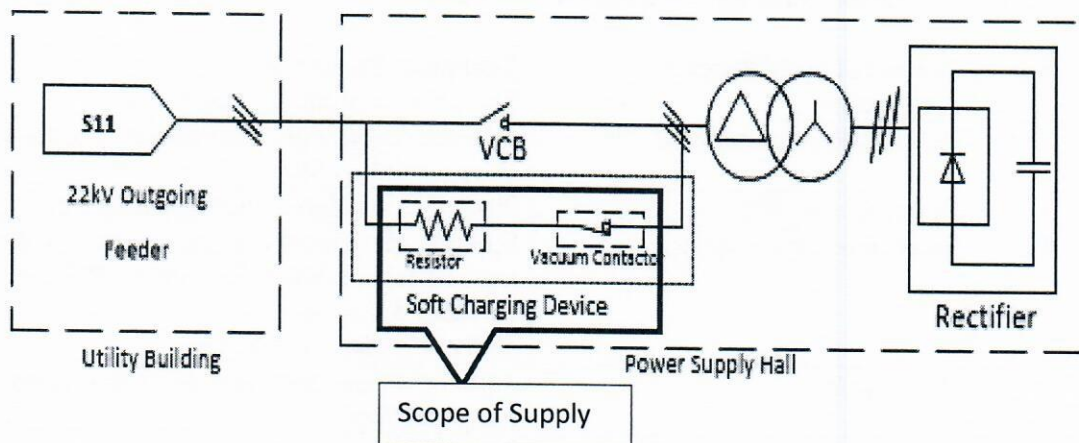 S11
22kV Outgoing
Feeder
Utility Building
VCB
Resistor
Vacuum Contactor
Soft Charging Device
Rectifier
Power Supply Hall
Scope of Supply